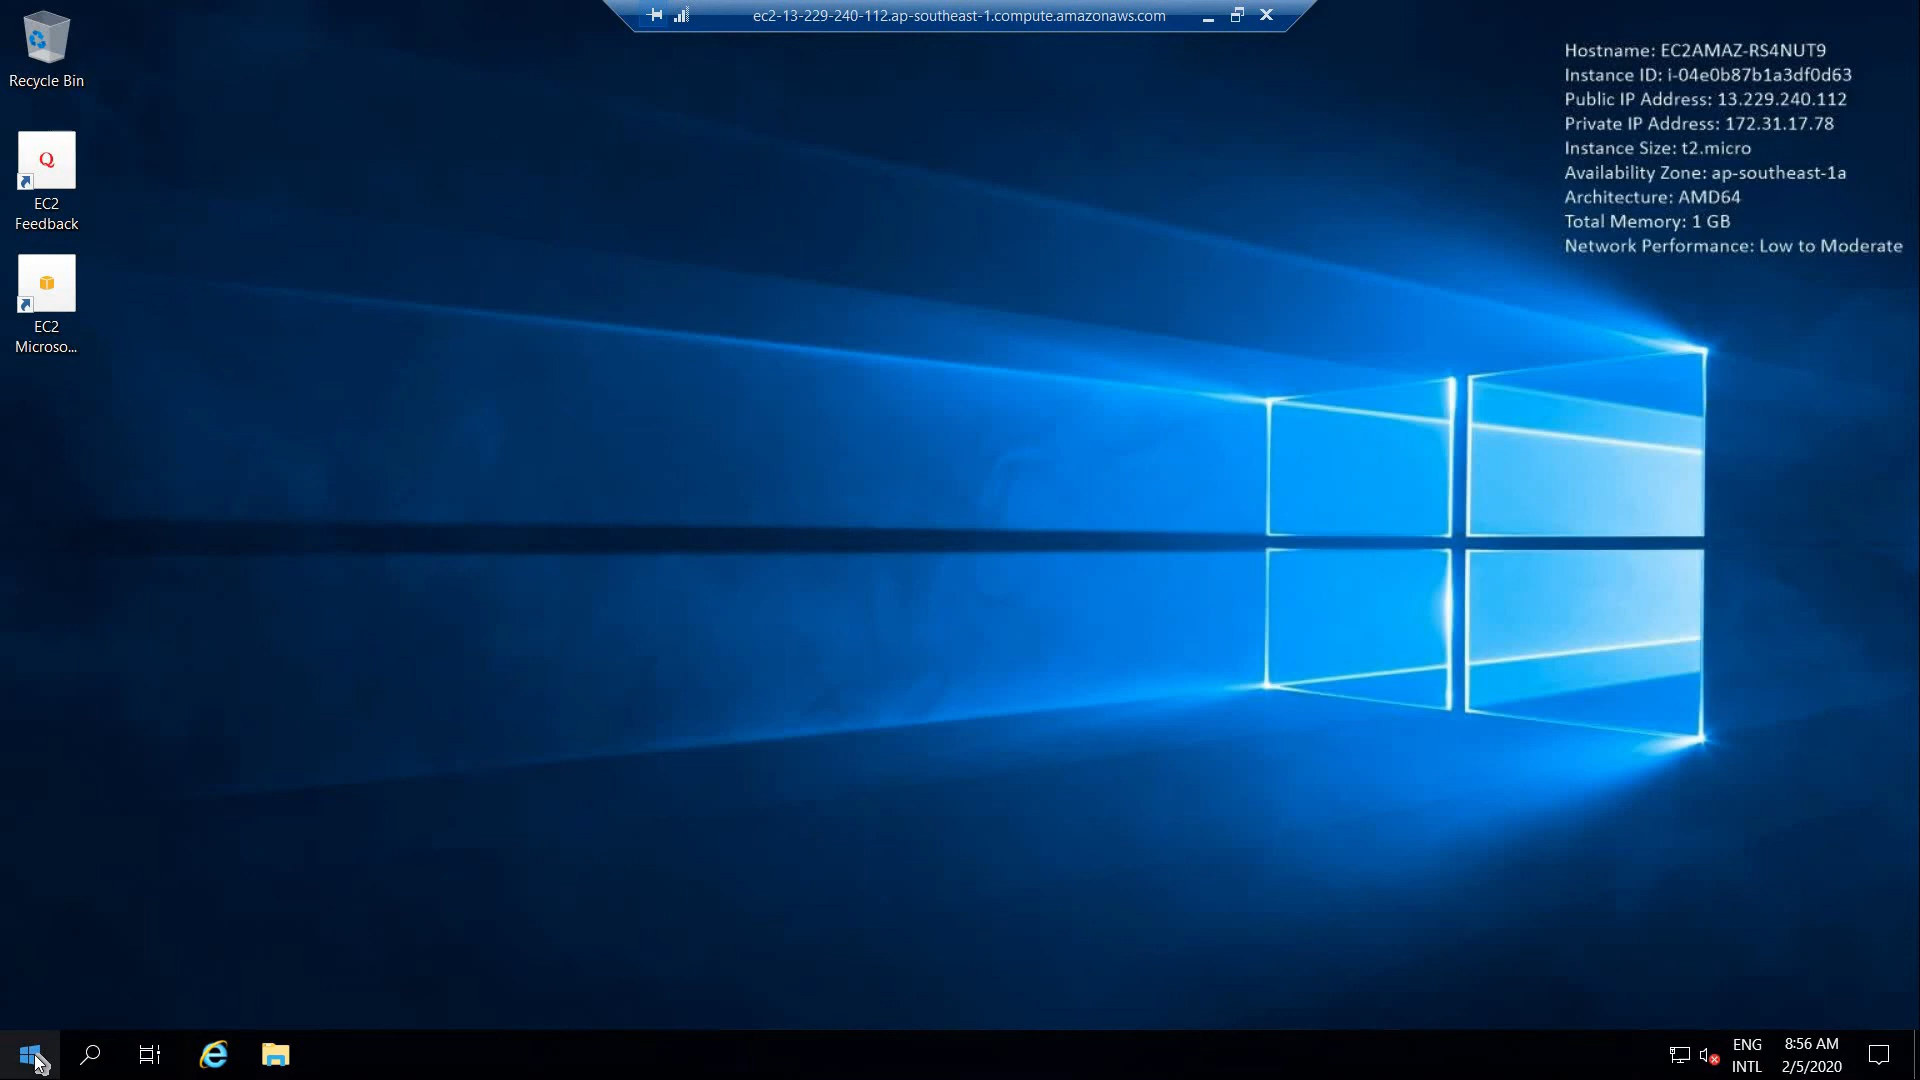 ec2-13-229-240-112.ap-southeast-1.compute.amazonaws.com
Hostname: EC2AMAZ-RS4NUT9
Instance ID: i-04e0b87b1a3df0d63
Public IP Address: 13.229.240.112
Private IP Address: 172.31.17.78
Instance Size: t2.micro
Availability Zone: ap-southeast-1a
Architecture: AMD64
Total Memory: 1 GB
Network Performance: Low to Moderate
Recycle Bin
Q
EC2
Feedback
EC2
Microso...
ENG
INTL
8:56 AM
2/5/2020